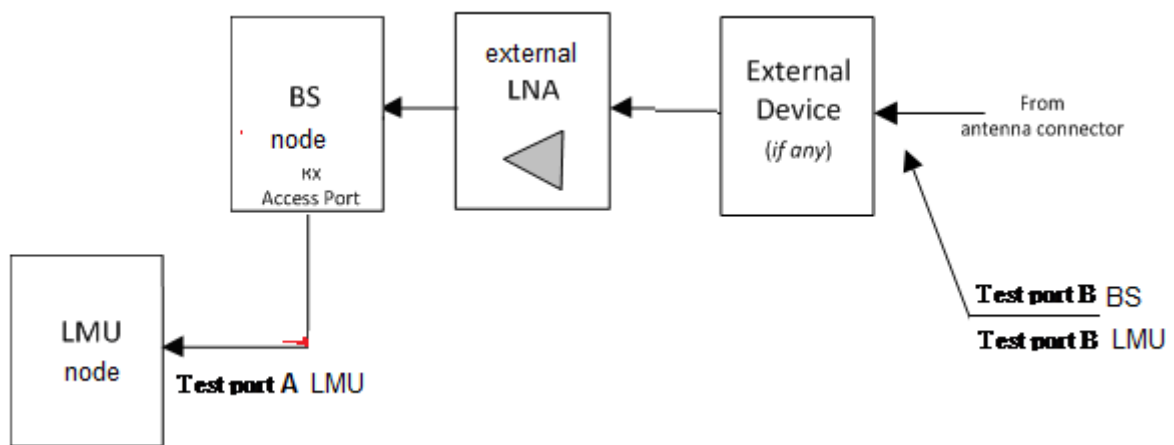 BS
node
Rx
Access Port
external
LNA
External
Device
(if any)
From
antenna connector
Test port B BS
Test port B LMU
LMU
node
Test port A LMU